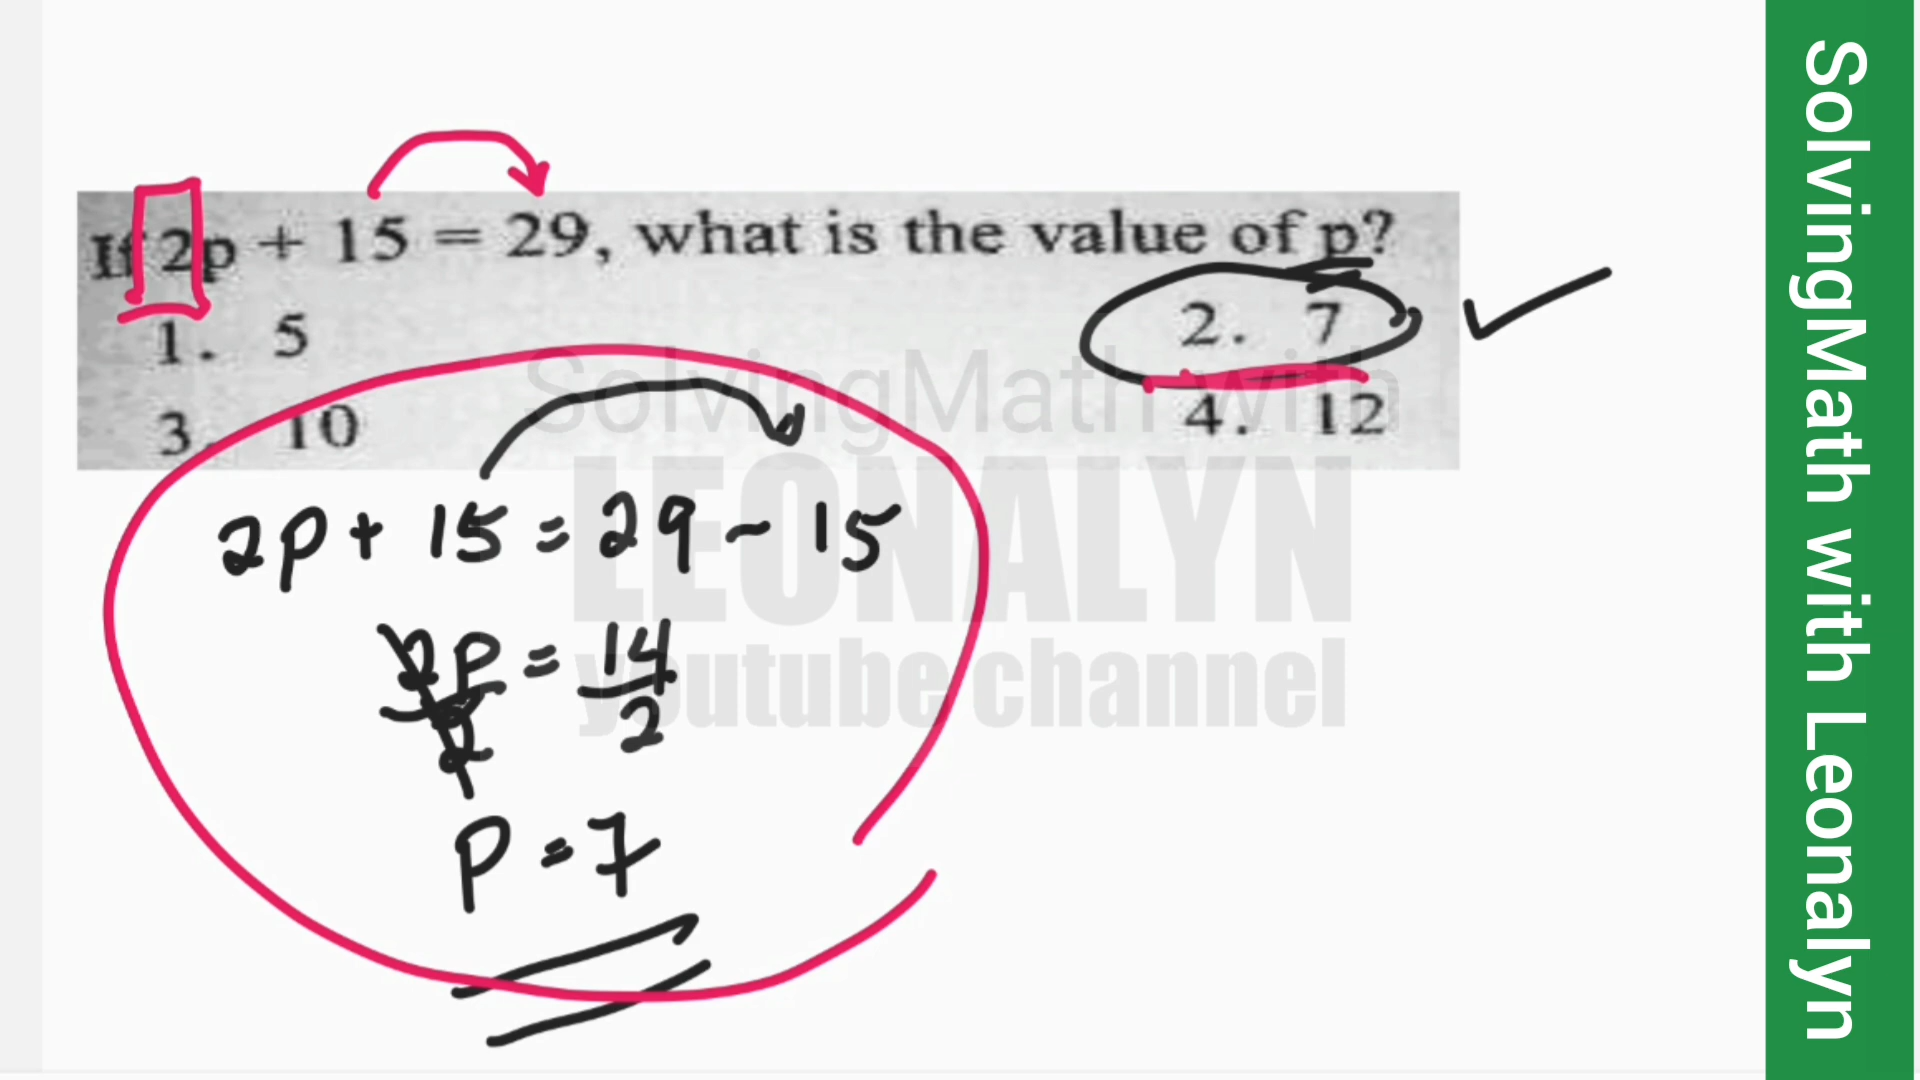 If 2p + 15 = 29, what is the value of p?
1. 5
2. 7
3. 10
4. 12
2p + 15 = 29 - 15
2p = 14
2 2
p = 7
SolvingMath with
LEONALYN
youtube channel
SolvingMath with Leonalyn